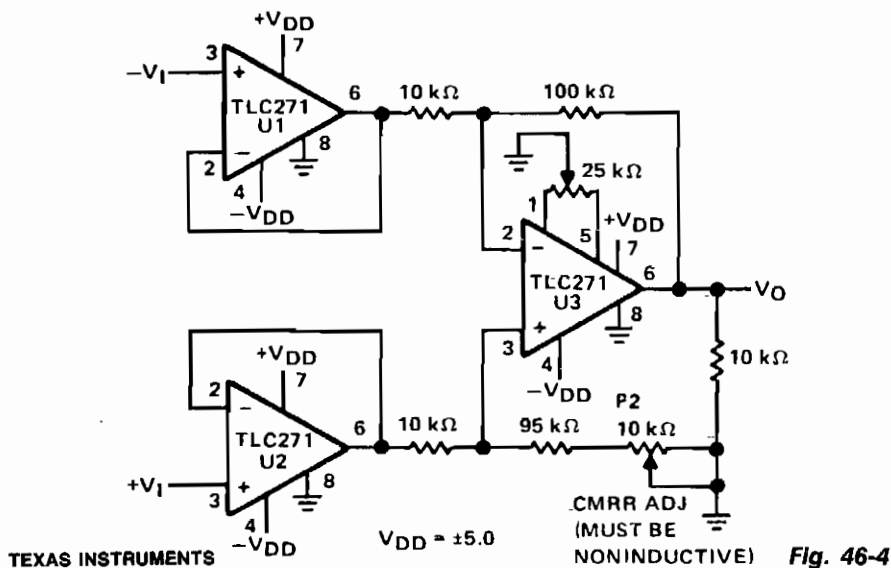 +VDD
7
3
−VI
+
TLC271
U1
6
−
2
8
4
−VDD
10 kΩ
100 kΩ
25 kΩ
1
5
+VDD
7
2
−
TLC271
U3
6
VO
+
3
8
4
−VDD
10 kΩ
+VDD
7
2
−
TLC271
U2
6
+VI
+
3
8
4
−VDD
10 kΩ
95 kΩ
P2
10 kΩ
CMRR ADJ
(MUST BE
NONINDUCTIVE)
VDD = ±5.0
TEXAS INSTRUMENTS
Fig. 46-4